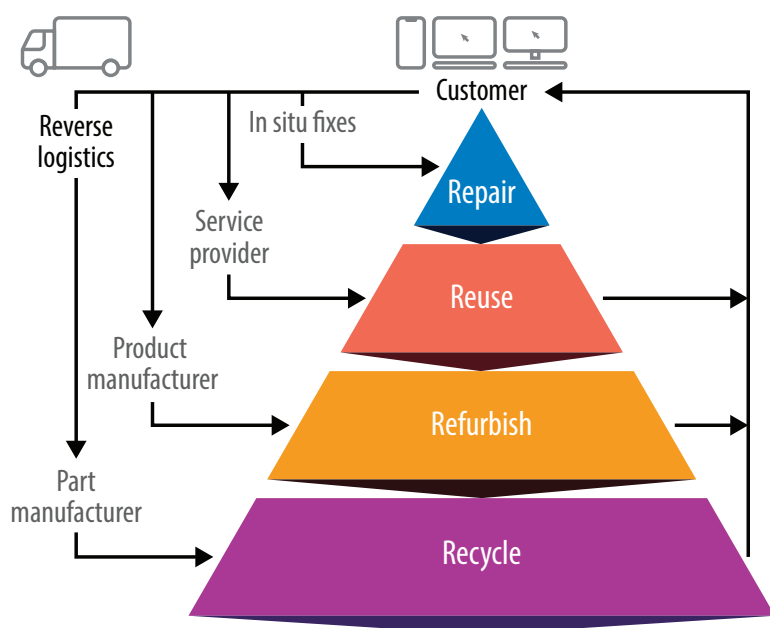 Customer
Reverse
logistics
In situ fixes
Repair
Service
provider
Reuse
Product
manufacturer
Refurbish
Part
manufacturer
Recycle